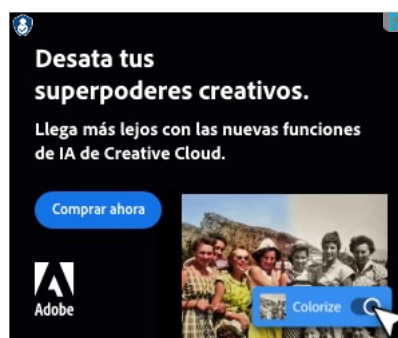 Desata tus
superpoderes creativos.
Llega más lejos con las nuevas funciones
de IA de Creative Cloud.
Comprar ahora
Adobe
Colorize